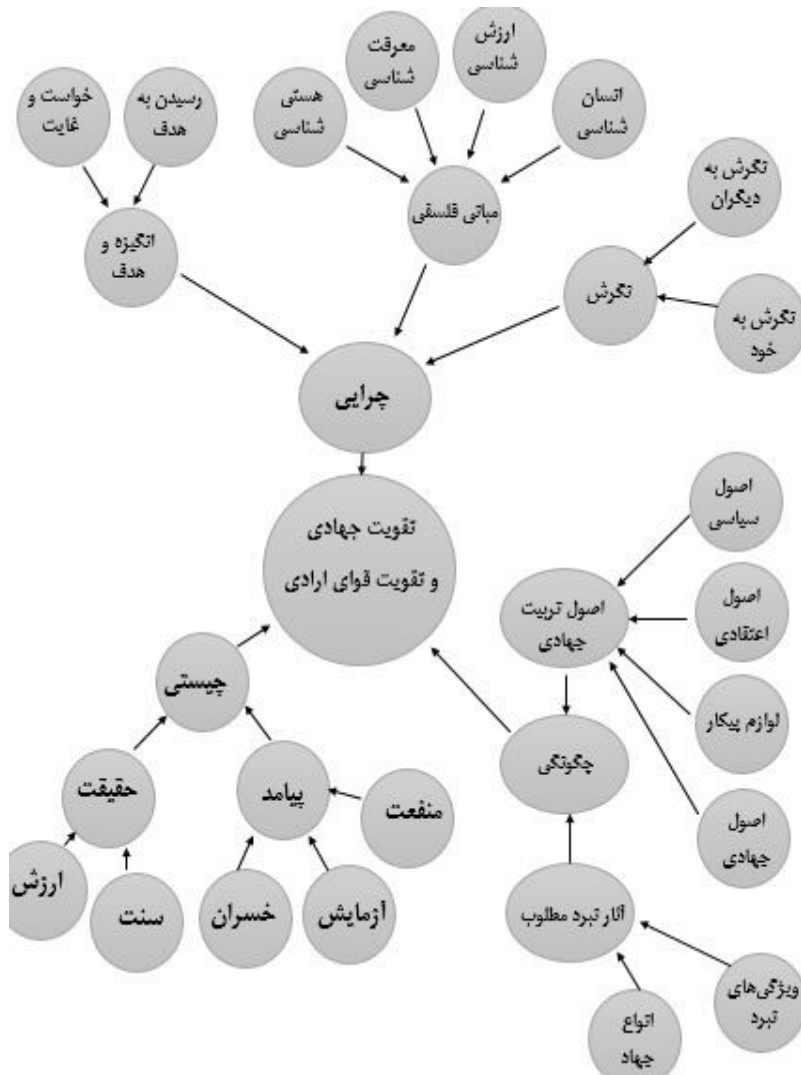 معرفت
شناسی
ارزش
شناسی
هستی
شناسی
انسان
شناسی
خواست و
غایت
رسیدن به
هدف
انگیزه و
هدف
مبانی فلسفی
نگرش به
دیگران
نگرش
نگرش به
خود
چرایی
تقویت جهادی
و تقویت قوای ارادی
اصول
سیاسی
اصول تربیت
جهادی
اصول
اعتقادی
لوازم پیکار
اصول
جهادی
چگونگی
چیستی
حقیقت
پیامد
منفعت
ارزش
سنت
خسران
آزمایش
آثار نبرد مطلوب
ویژگی‌های
نبرد
انواع
جهاد